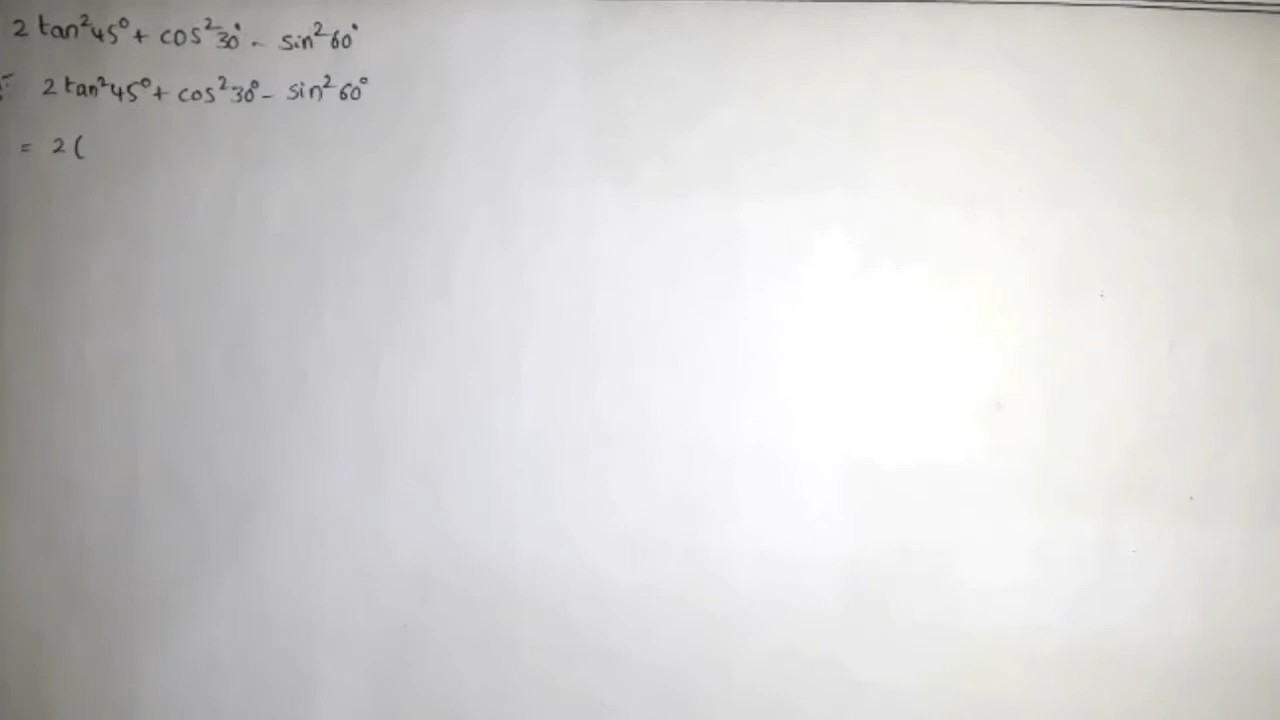 2 tan²45° + cos²30° - sin²60°
2 tan²45° + cos²30° - sin²60°
= 2 (